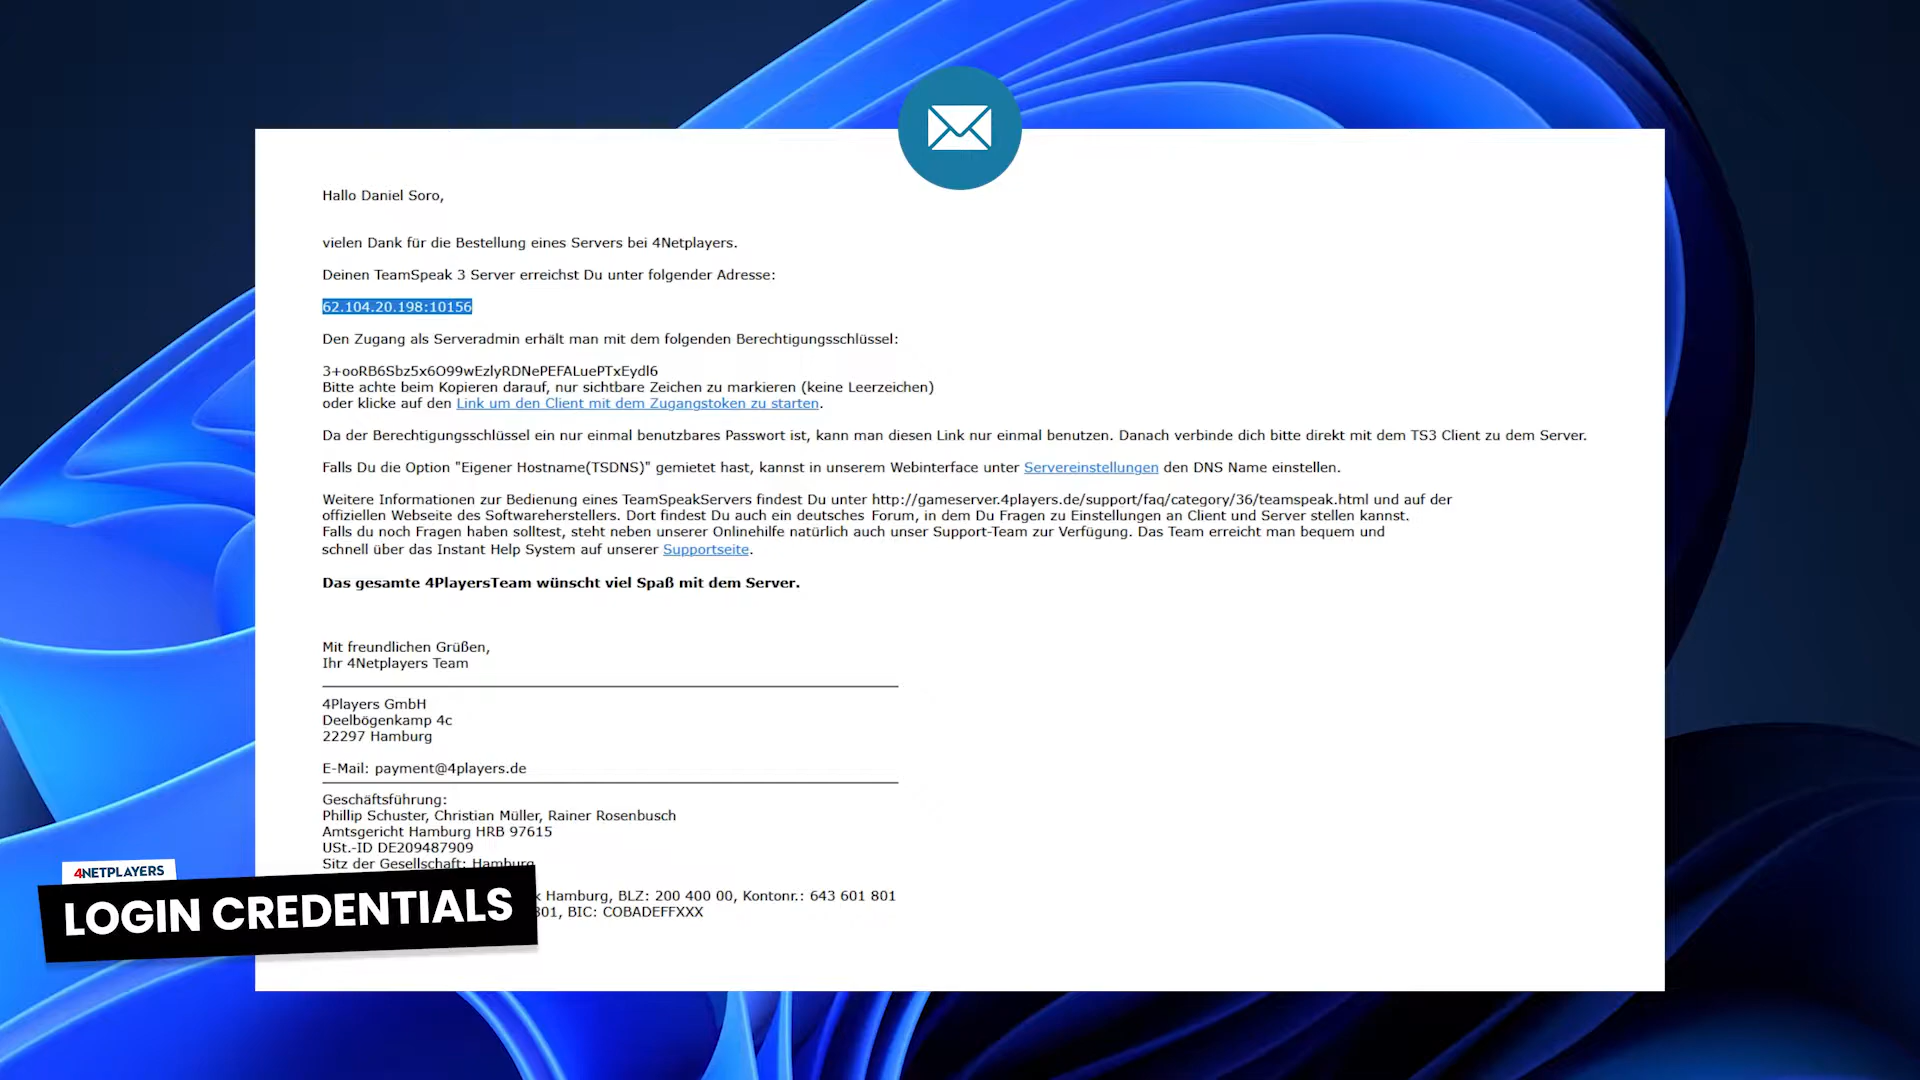 Hallo Daniel Soro,
vielen Dank für die Bestellung eines Servers bei 4Netplayers.
Deinen TeamSpeak 3 Server erreichst Du unter folgender Adresse:
62.104.20.198:10156
Den Zugang als Serveradmin erhält man mit dem folgenden Berechtigungsschlüssel:
3+ooRB6Sbz5x6O99wEzlyRDNePEFALuePTxEydl6
Bitte achte beim Kopieren darauf, nur sichtbare Zeichen zu markieren (keine Leerzeichen)
oder klicke auf den Link um den Client mit dem Zugangstoken zu starten.
Da der Berechtigungsschlüssel ein nur einmal benutzbares Passwort ist, kann man diesen Link nur einmal benutzen. Danach verbinde dich bitte direkt mit dem TS3 Client zu dem Server.
Falls Du die Option "Eigener Hostname(TSDNS)" gemietet hast, kannst in unserem Webinterface unter Servereinstellungen den DNS Name einstellen.
Weitere Informationen zur Bedienung eines TeamSpeakServers findest Du unter http://gameserver.4players.de/support/faq/category/36/teamspeak.html und auf der
offiziellen Webseite des Softwareherstellers. Dort findest Du auch ein deutsches Forum, in dem Du Fragen zu Einstellungen an Client und Server stellen kannst.
Falls du noch Fragen haben solltest, steht neben unserer Onlinehilfe natürlich auch unser Support-Team zur Verfügung. Das Team erreicht man bequem und
schnell über das Instant Help System auf unserer Supportseite.
Das gesamte 4PlayersTeam wünscht viel Spaß mit dem Server.
Mit freundlichen Grüßen,
Ihr 4Netplayers Team
4Players GmbH
Deelbögenkamp 4c
22297 Hamburg
E-Mail: payment@4players.de
Geschäftsführung:
Phillip Schuster, Christian Müller, Rainer Rosenbusch
Amtsgericht Hamburg HRB 97615
USt.-ID DE209487909
Sitz der Gesellschaft: Hamburg
Hamburg, BLZ: 200 400 00, Kontonr.: 643 601 801
801, BIC: COBADEFFXXX
4NETPLAYERS
LOGIN CREDENTIALS